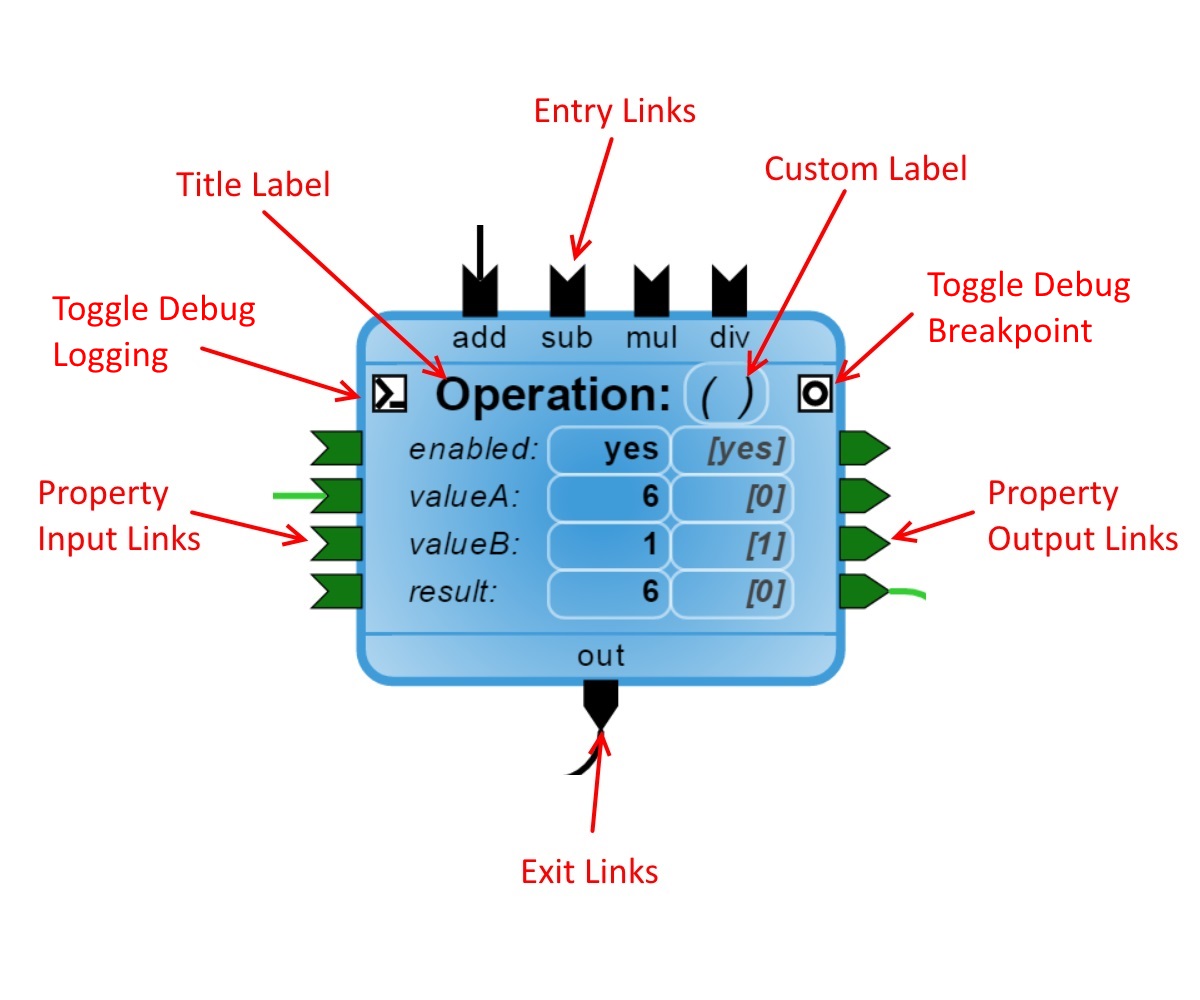 Entry Links
Custom Label
Title Label
Toggle Debug
Breakpoint
Toggle Debug
Logging
add sub mul div
Operation: ( )
enabled: yes [yes]
valueA: 6 [0]
valueB: 1 [1]
result: 6 [0]
Property
Input Links
Property
Output Links
out
Exit Links